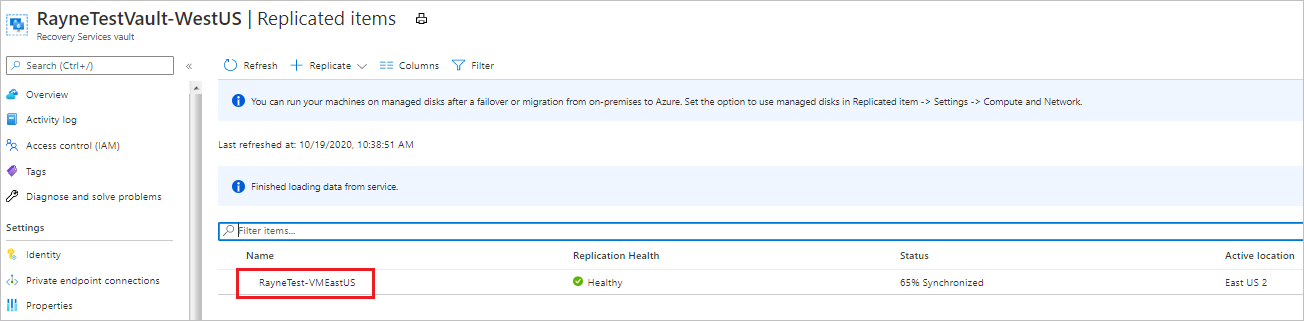 RayneTestVault-WestUS | Replicated items
Recovery Services vault
Search (Ctrl+/)
«
Refresh
Replicate
Columns
Filter
Overview
Activity log
Access control (IAM)
Tags
Diagnose and solve problems
Settings
Identity
Private endpoint connections
Properties
You can run your machines on managed disks after a failover or migration from on-premises to Azure. Set the option to use managed disks in Replicated item -> Settings -> Compute and Network.
Last refreshed at: 10/19/2020, 10:38:51 AM
Finished loading data from service.
Filter items...
Name Replication Health Status Active location
RayneTest-VMEastUS Healthy 65% Synchronized East US 2